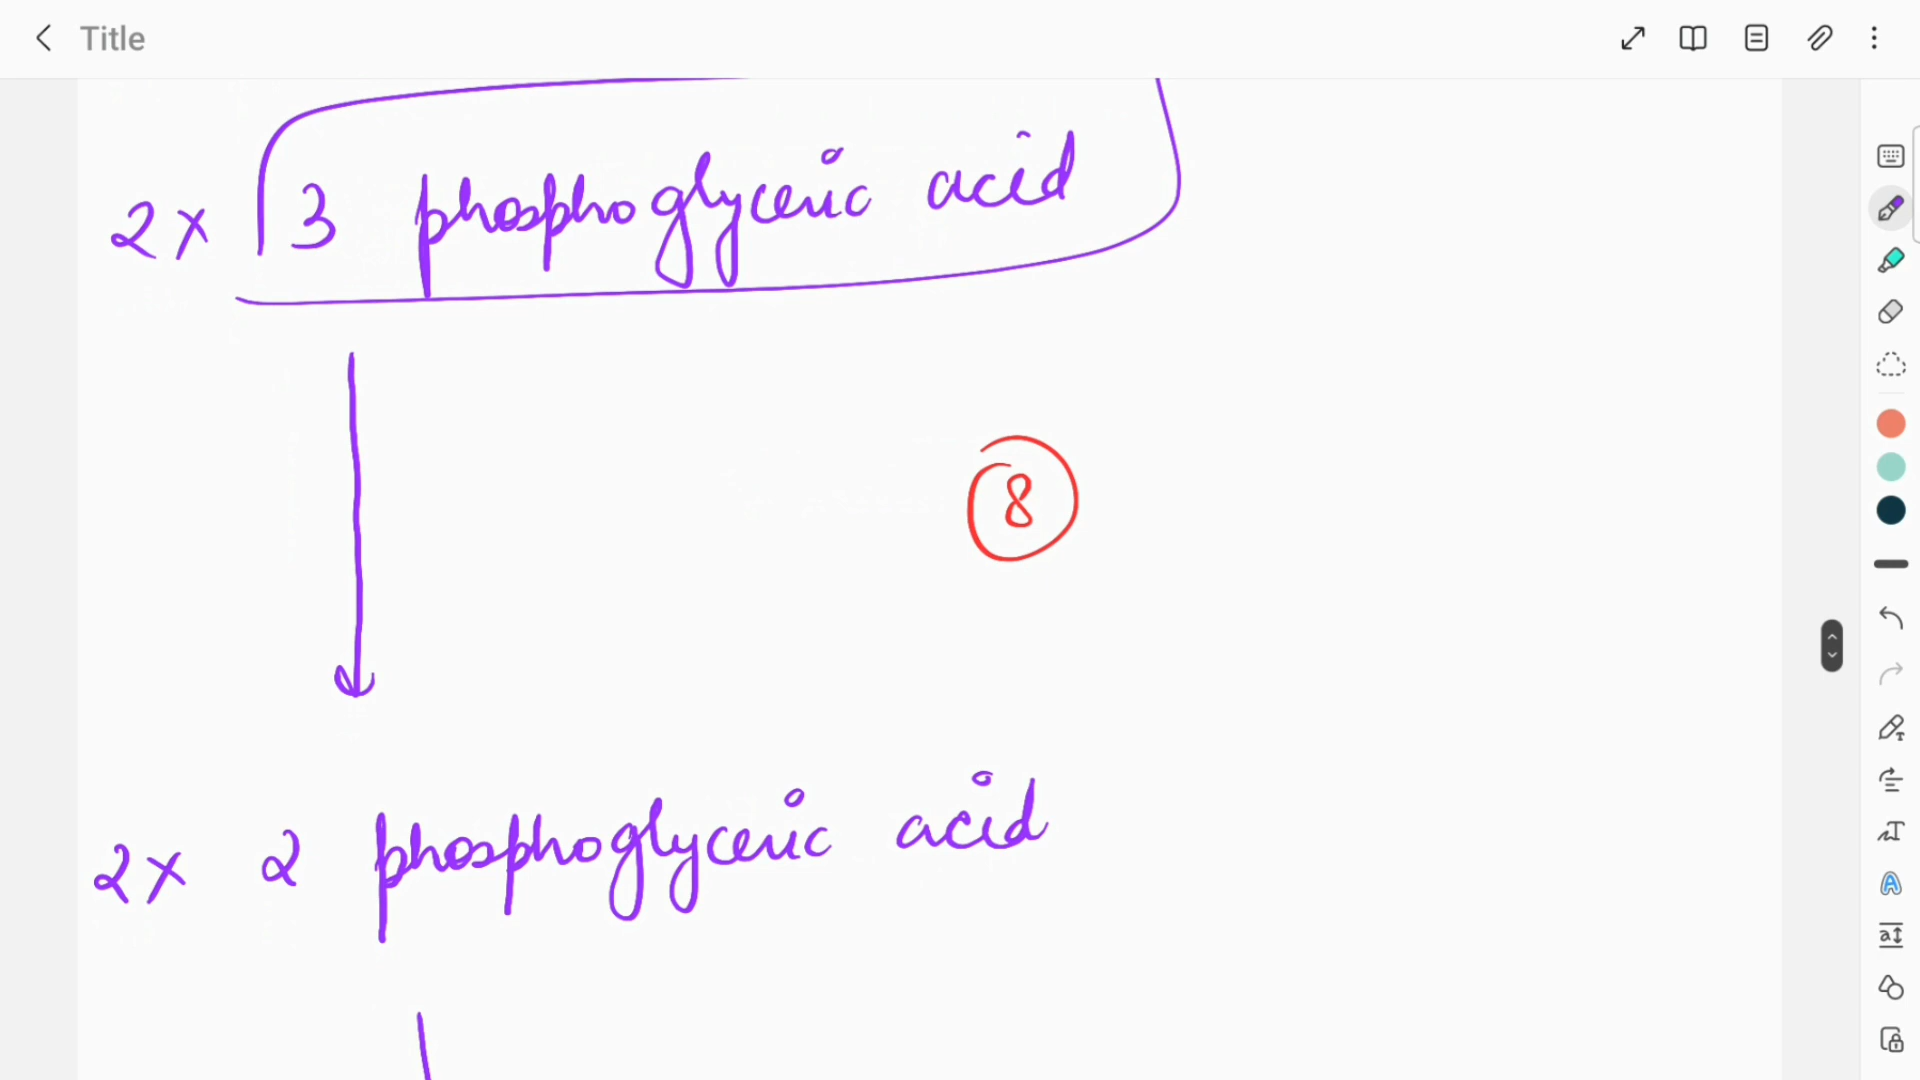 Title
2x 3 phosphoglyceric acid
8
2x 2 phosphoglyceric acid